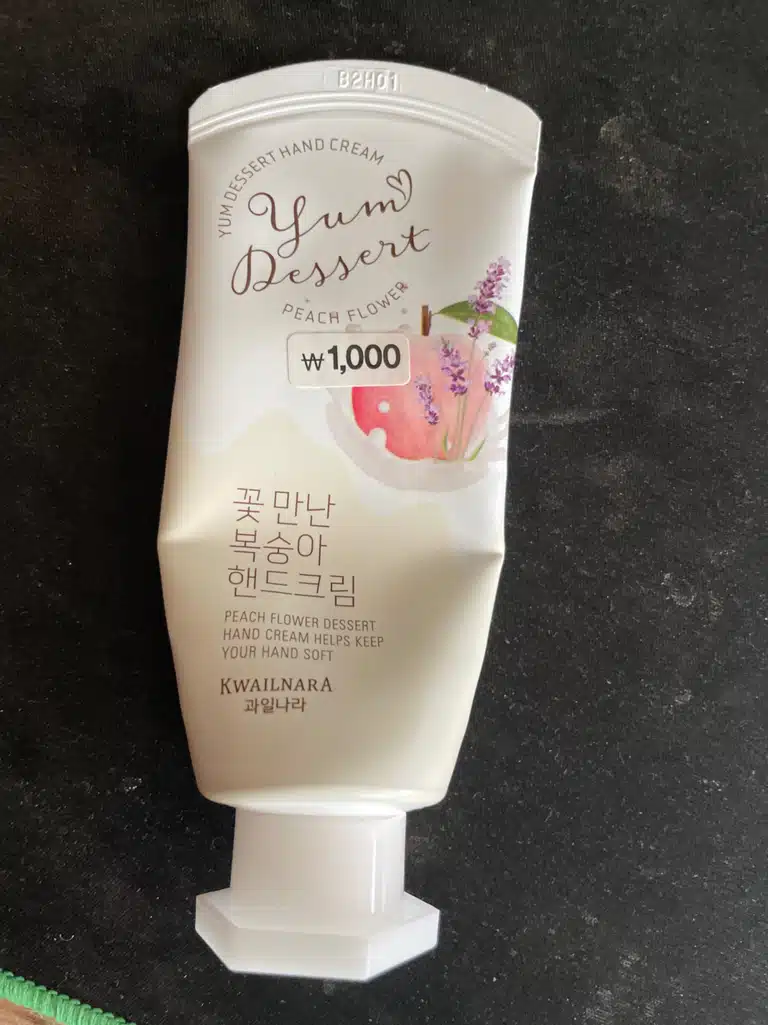 B2H01
YUM DESSERT HAND CREAM
Yum
Dessert
PEACH FLOWER
₩1,000
꽃 만난
복숭아
핸드크림
PEACH FLOWER DESSERT
HAND CREAM HELPS KEEP
YOUR HAND SOFT
KWAILNARA
과일나라